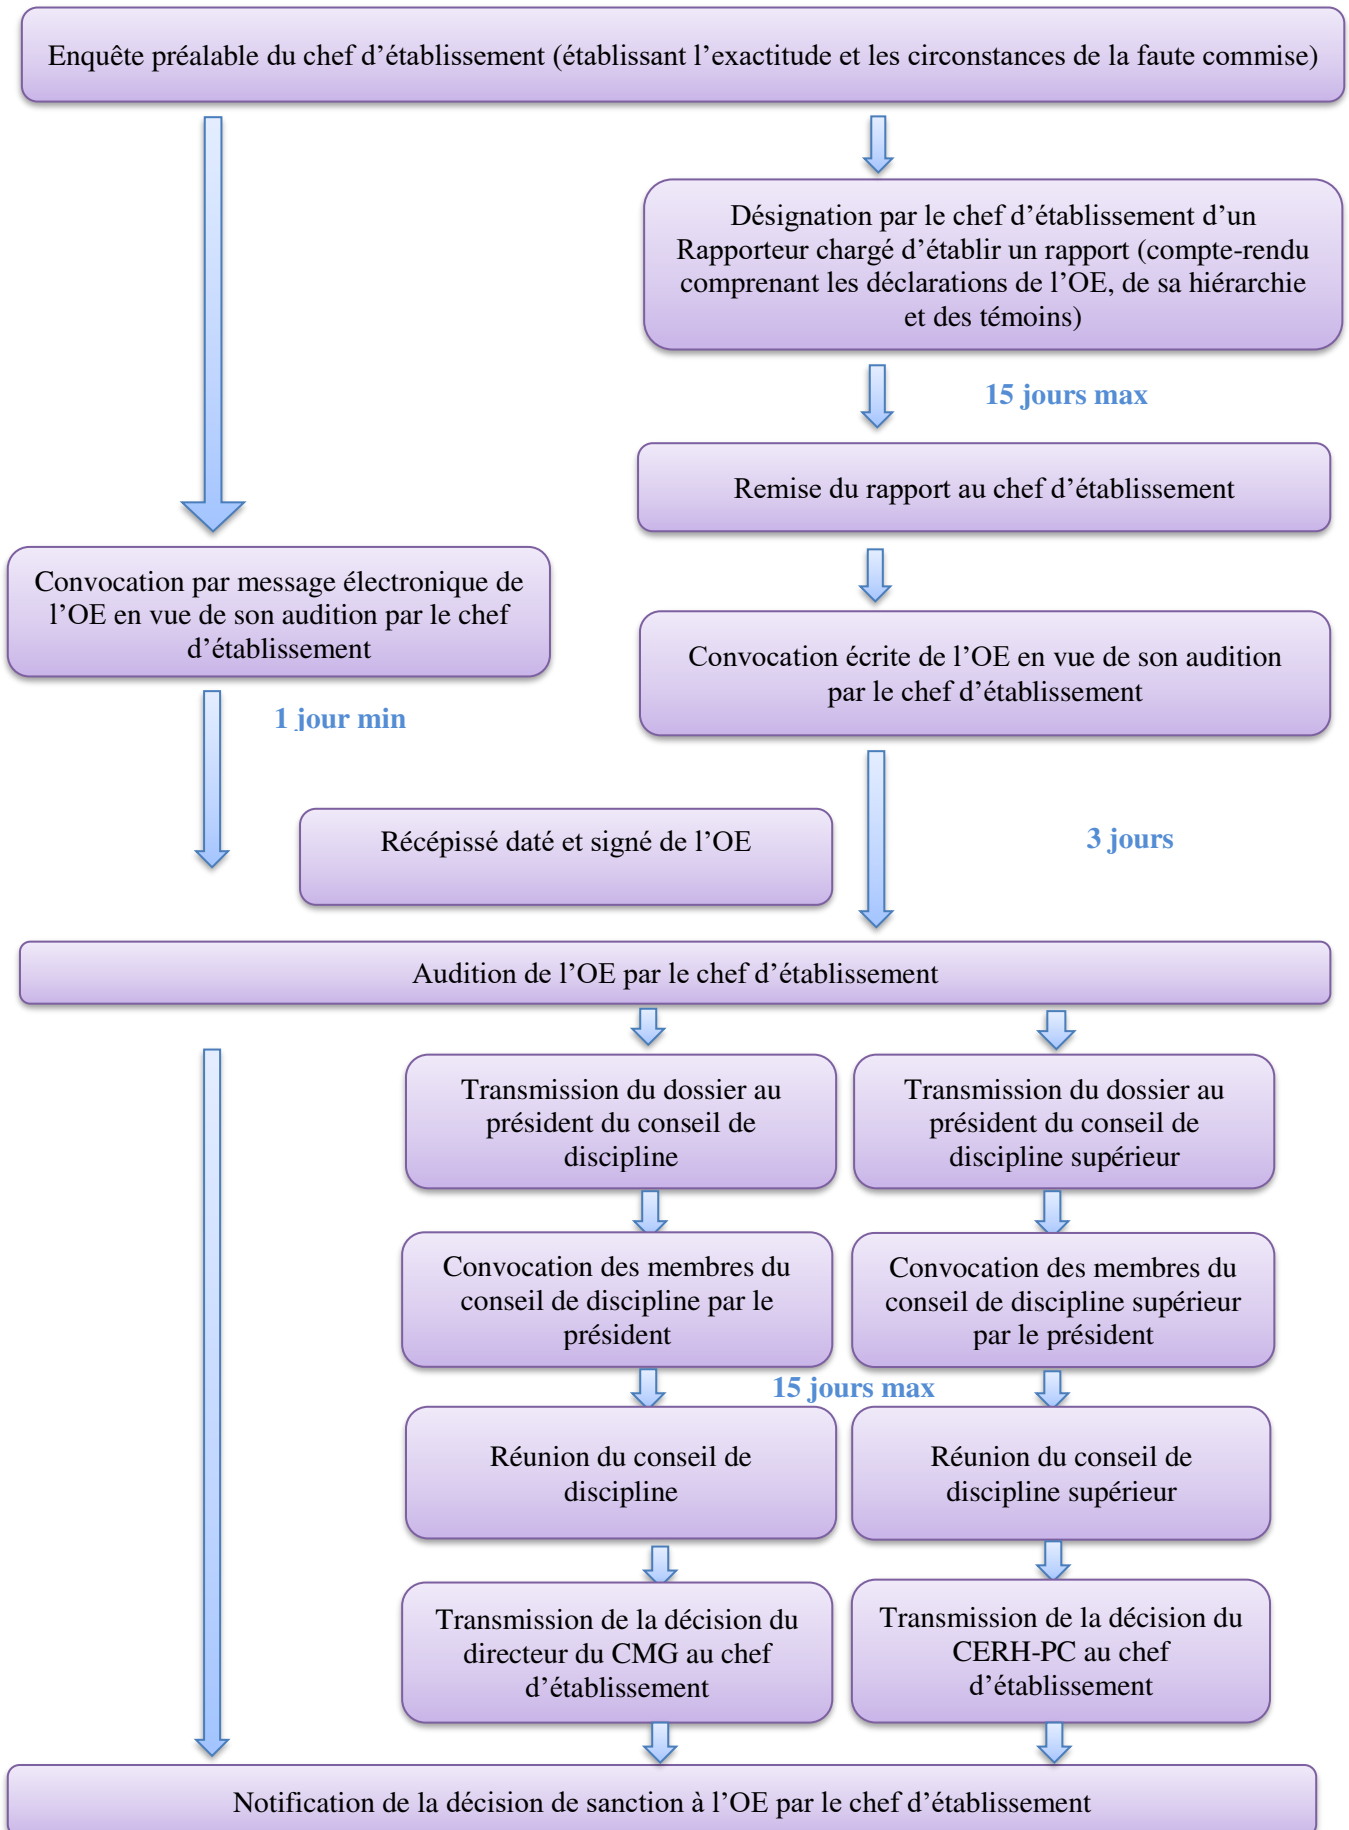 Enquête préalable du chef d’établissement (établissant l’exactitude et les circonstances de la faute commise)
Désignation par le chef d’établissement d’un
Rapporteur chargé d’établir un rapport (compte-rendu
comprenant les déclarations de l’OE, de sa hiérarchie
et des témoins)
15 jours max
Remise du rapport au chef d’établissement
Convocation par message électronique de
l’OE en vue de son audition par le chef
d’établissement
Convocation écrite de l’OE en vue de son audition
par le chef d’établissement
1 jour min
Récépissé daté et signé de l’OE
3 jours
Audition de l’OE par le chef d’établissement
Transmission du dossier au
président du conseil de
discipline
Transmission du dossier au
président du conseil de
discipline supérieur
Convocation des membres du
conseil de discipline par le
président
Convocation des membres du
conseil de discipline supérieur
par le président
15 jours max
Réunion du conseil de
discipline
Réunion du conseil de
discipline supérieur
Transmission de la décision du
directeur du CMG au chef
d’établissement
Transmission de la décision du
CERH-PC au chef
d’établissement
Notification de la décision de sanction à l’OE par le chef d’établissement